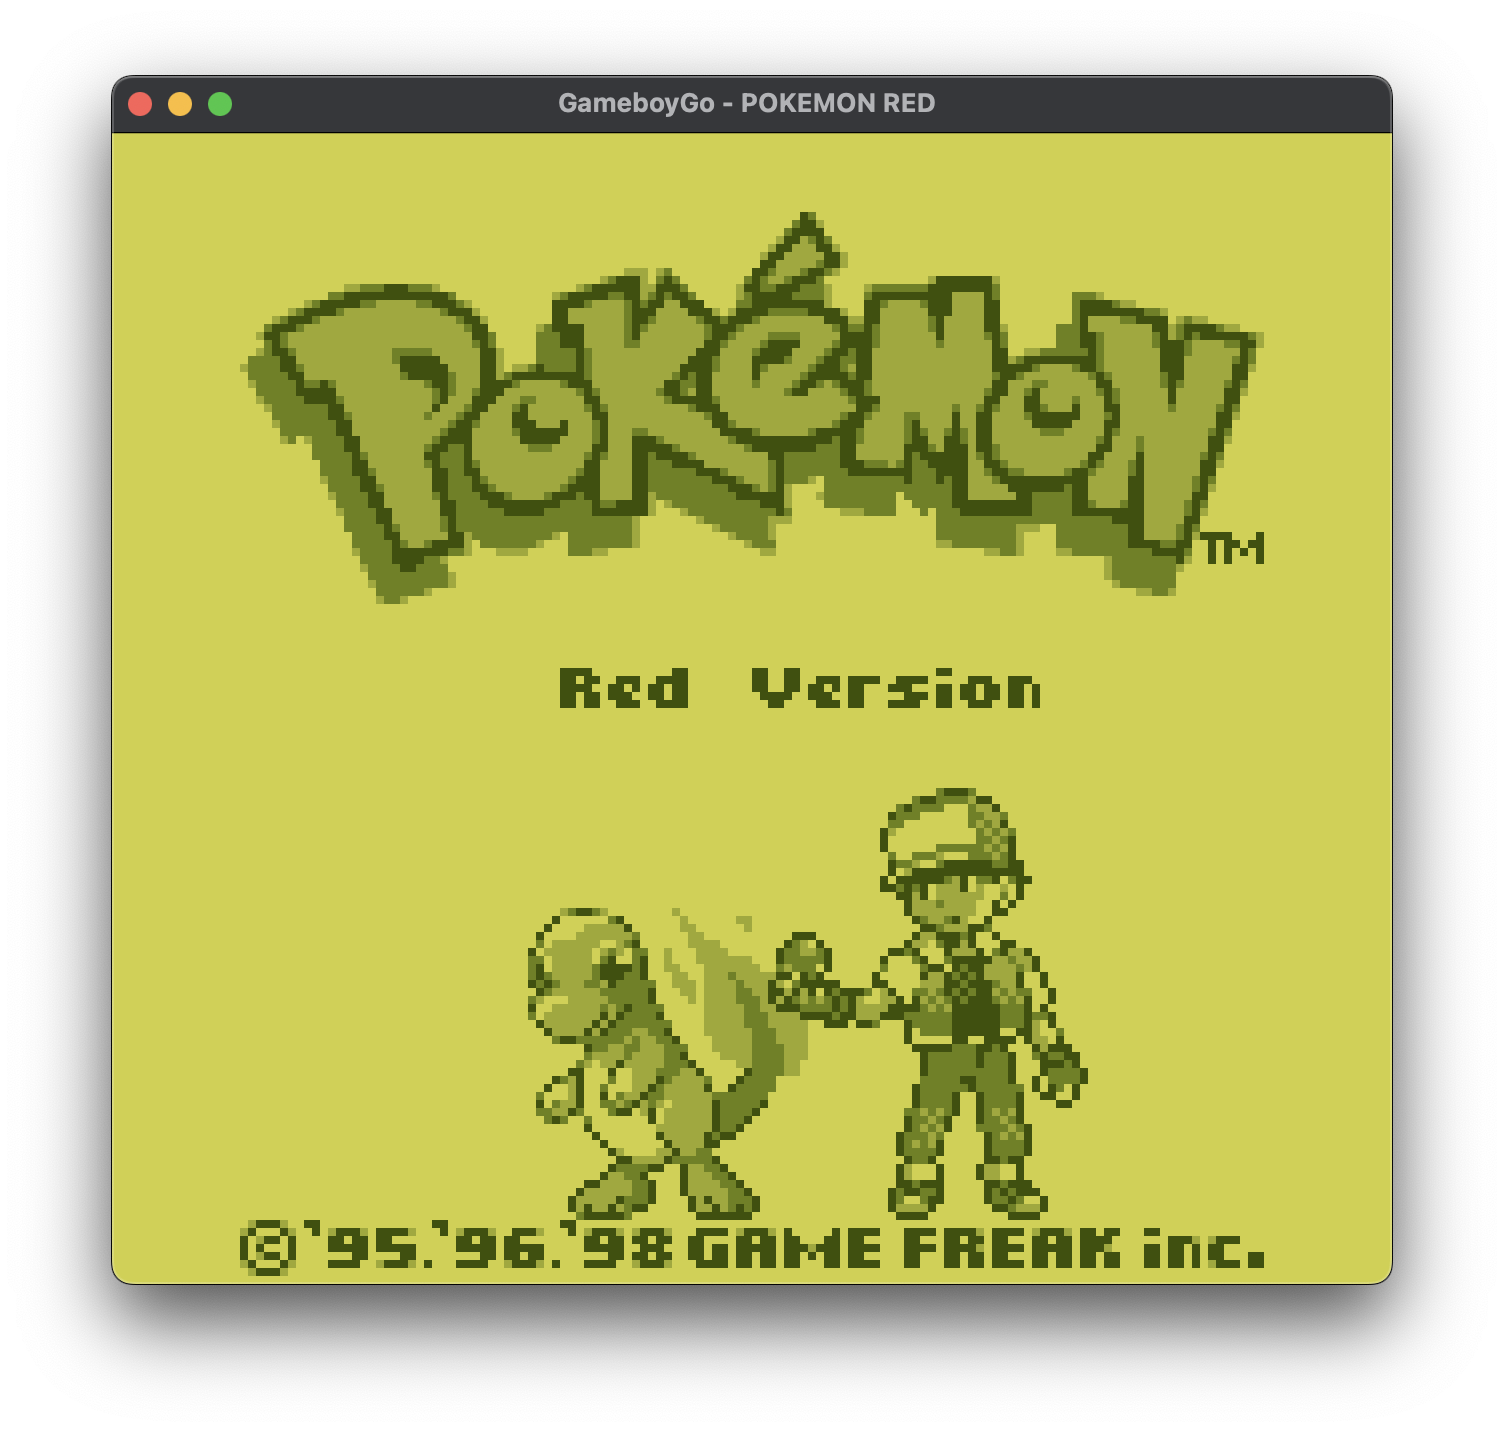 GameboyGo - POKEMON RED
POKéMON
TM
Red Version
©'95.'96.'98 GAME FREAK inc.